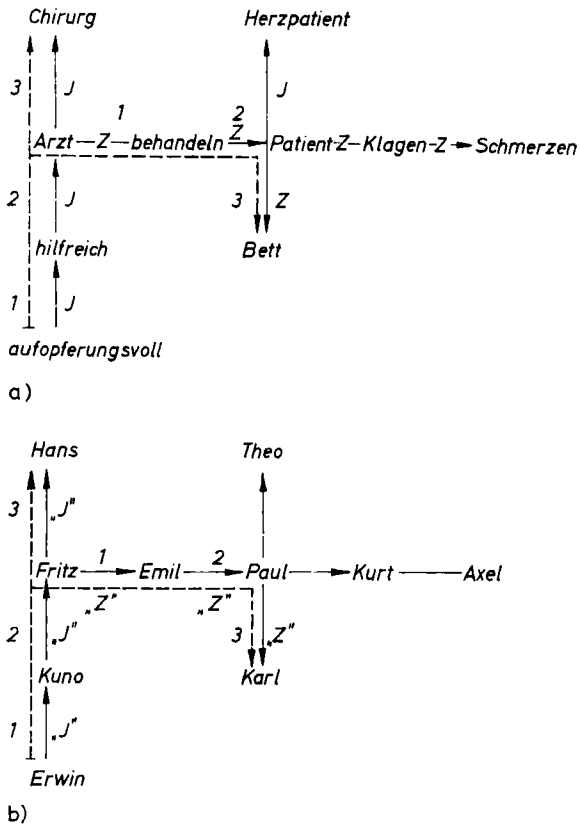 Chirurg Herzpatient
3 J J
1 2
Arzt—Z—behandeln Z Patient-Z—Klagen-Z Schmerzen
2 J 3 Z
hilfreich Bett
1 J
aufopferungsvoll
a)
Hans Theo
3 „J"
1 2
Fritz Emil Paul Kurt Axel
„Z" „Z"
2 „J" 3 „Z"
Kuno Karl
1 „J"
Erwin
b)